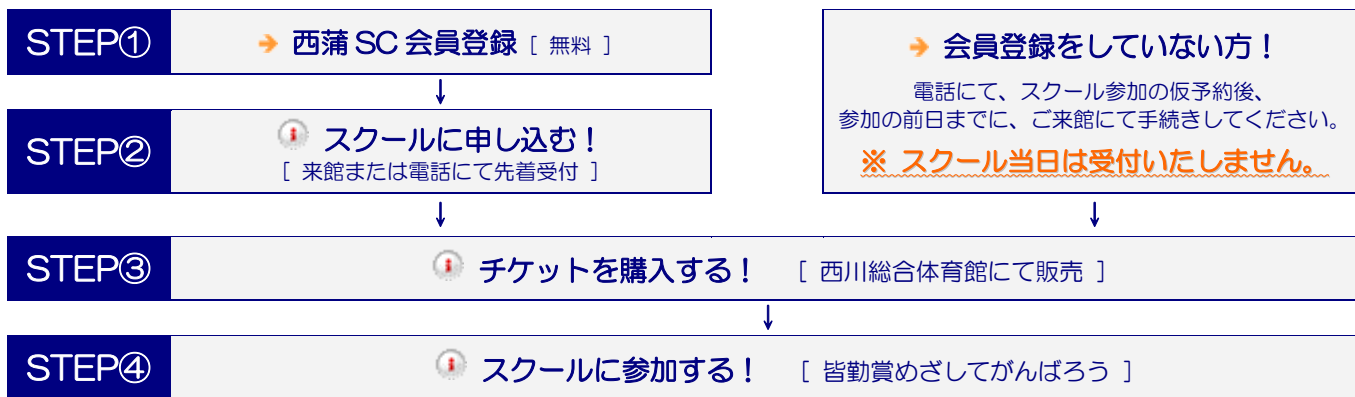 STEP① 西蒲 SC 会員登録 [ 無料 ]
STEP② スクールに申し込む!
[ 来館または電話にて先着受付 ]
会員登録をしていない方!
電話にて、スクール参加の仮予約後、
参加の前日までに、ご来館にて手続きしてください。
※ スクール当日は受付いたしません。
STEP③ チケットを購入する! [ 西川総合体育館にて販売 ]
STEP④ スクールに参加する! [ 皆勤賞めざしてがんばろう ]